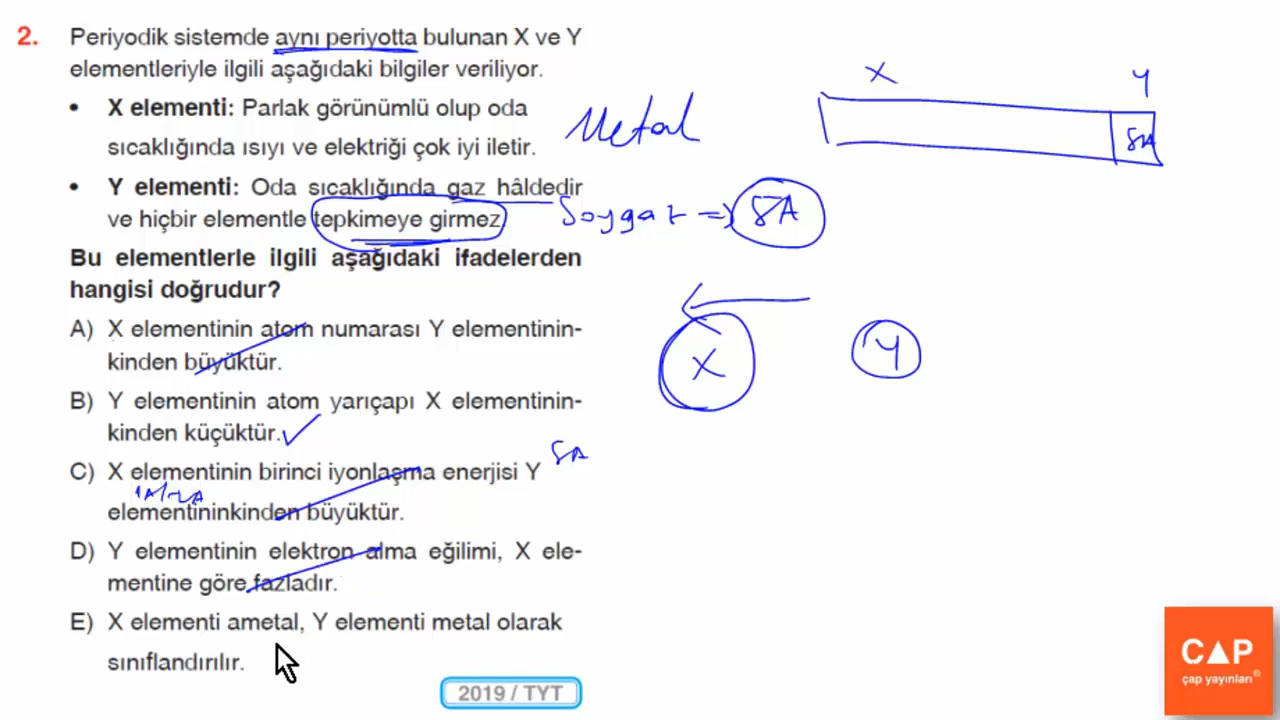 2. Periyodik sistemde aynı periyotta bulunan X ve Y
elementleriyle ilgili aşağıdaki bilgiler veriliyor.
• X elementi: Parlak görünümlü olup oda
sıcaklığında ısıyı ve elektriği çok iyi iletir.
• Y elementi: Oda sıcaklığında gaz hâldedir
ve hiçbir elementle tepkimeye girmez.
Bu elementlerle ilgili aşağıdaki ifadelerden
hangisi doğrudur?
A) X elementinin atom numarası Y elementinin-
kinden büyüktür.
B) Y elementinin atom yarıçapı X elementinin-
kinden küçüktür.
C) X elementinin birinci iyonlaşma enerjisi Y
8A
1A/2A
elementininkinden büyüktür.
D) Y elementinin elektron alma eğilimi, X ele-
mentine göre fazladır.
E) X elementi ametal, Y elementi metal olarak
sınıflandırılır.
2019 / TYT
Metal
Soygaz ⇒ 8A
X Y
8A
X Y
CAP
çap yayınları®